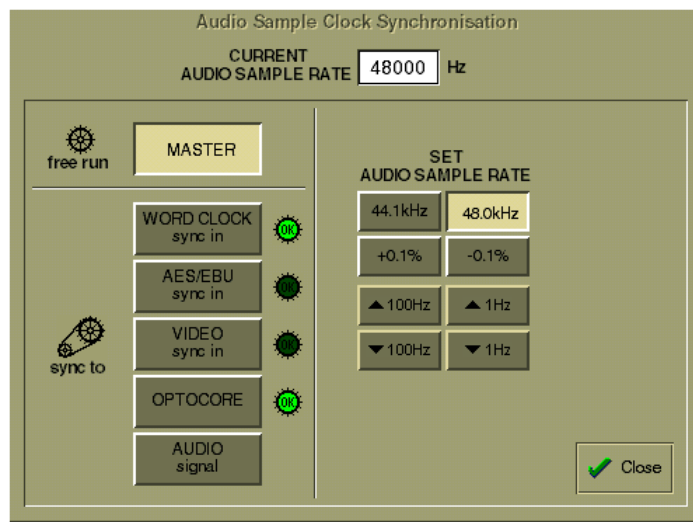 Audio Sample Clock Synchronisation
CURRENT
AUDIO SAMPLE RATE 48000 Hz
free run
MASTER
WORD CLOCK
sync in
OK
AES/EBU
sync in
OK
sync to
VIDEO
sync in
OK
OPTOCORE
OK
AUDIO
signal
SET
AUDIO SAMPLE RATE
44.1kHz 48.0kHz
+0.1% -0.1%
▲ 100Hz ▲ 1Hz
▼ 100Hz ▼ 1Hz
Close